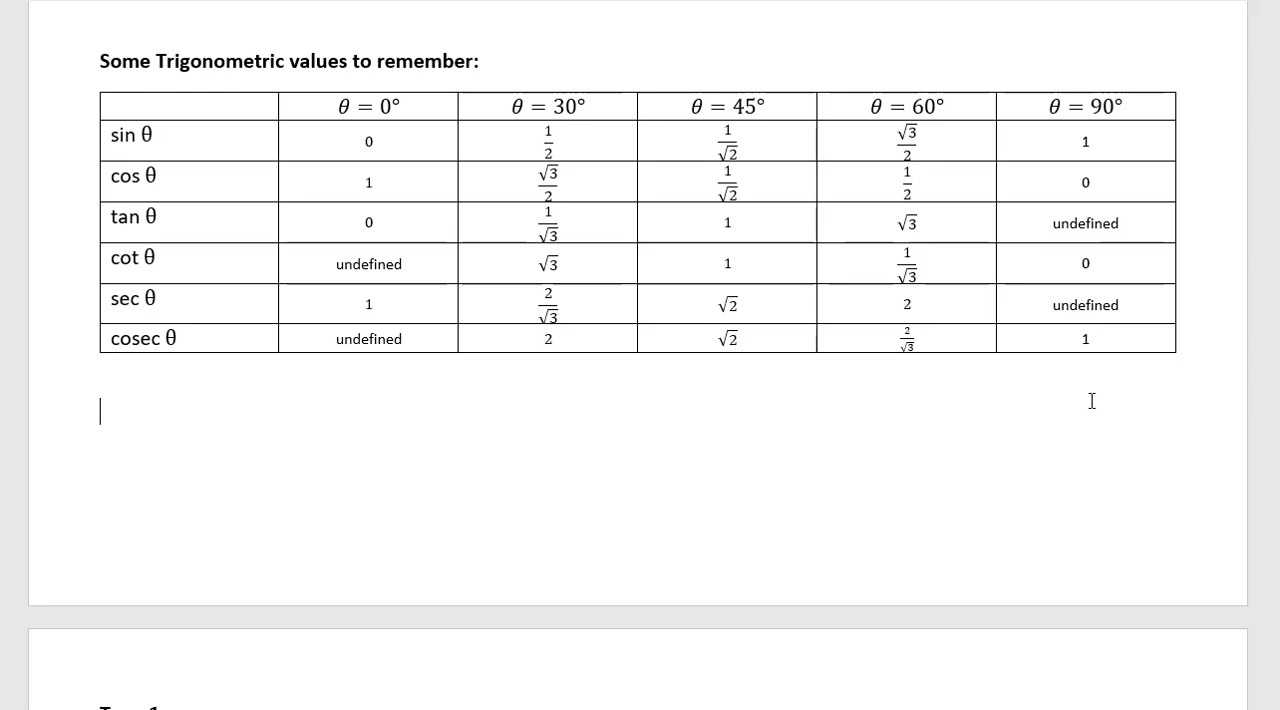 Some Trigonometric values to remember:
θ = 0° θ = 30° θ = 45° θ = 60° θ = 90°
sin θ 0 1/2 1/√2 √3/2 1
cos θ 1 √3/2 1/√2 1/2 0
tan θ 0 1/√3 1 √3 undefined
cot θ undefined √3 1 1/√3 0
sec θ 1 2/√3 √2 2 undefined
cosec θ undefined 2 √2 2/√3 1